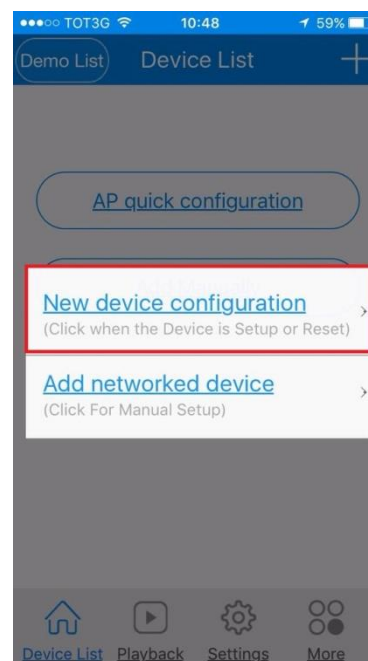 ●●●○○ TOT3G 10:48 59%
Demo List Device List +
AP quick configuration
New device configuration
(Click when the Device is Setup or Reset)
Add networked device
(Click For Manual Setup)
Device List Playback Settings More